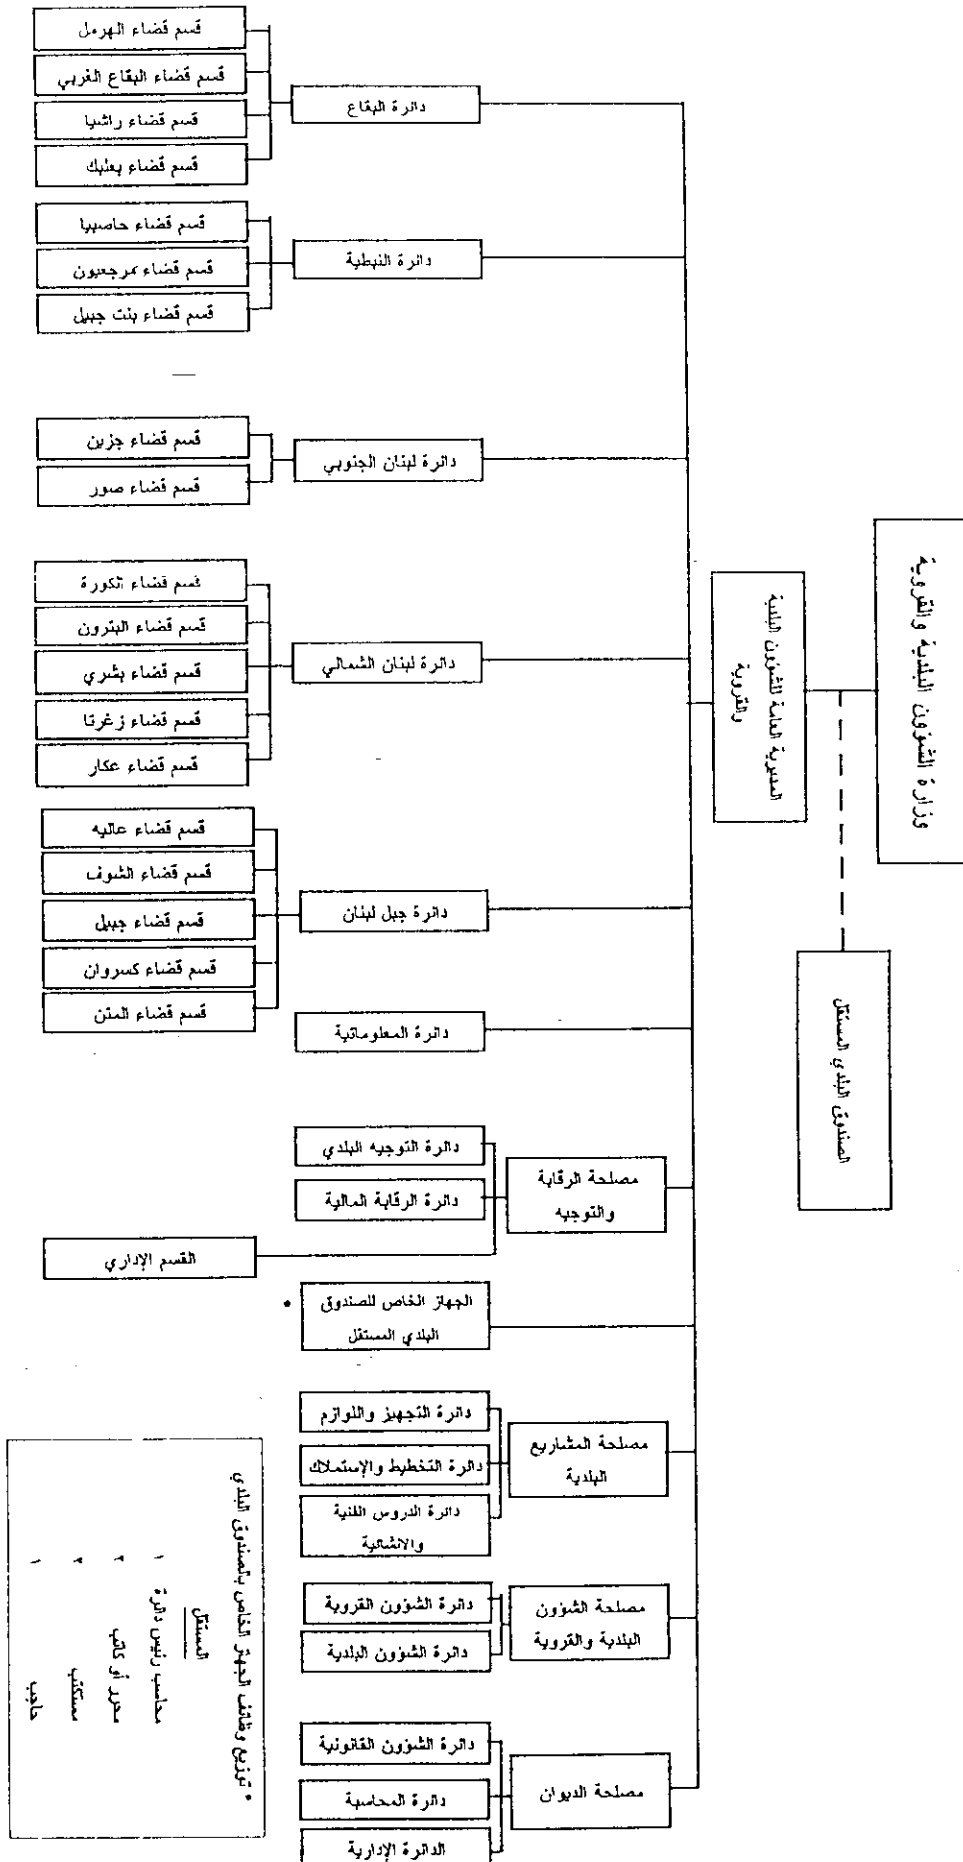 وزارة الشؤون البلدية والقروية
المديرية العامة للشؤون البلدية
والقروية
الصندوق البلدي المستقل
دائرة البقاع
قسم قضاء الهرمل
قسم قضاء البقاع الغربي
قسم قضاء راشيا
قسم قضاء بعلبك
دائرة النبطية
قسم قضاء حاصبيا
قسم قضاء مرجعيون
قسم قضاء بنت جبيل
دائرة لبنان الجنوبي
قسم قضاء جزين
قسم قضاء صور
دائرة لبنان الشمالي
قسم قضاء الكورة
قسم قضاء البترون
قسم قضاء بشري
قسم قضاء زغرتا
قسم قضاء عكار
دائرة جبل لبنان
قسم قضاء عاليه
قسم قضاء الشوف
قسم قضاء جبيل
قسم قضاء كسروان
قسم قضاء المتن
دائرة المعلوماتية
مصلحة الرقابة
والتوجيه
دائرة التوجيه البلدي
دائرة الرقابة المالية
القسم الإداري
الجهاز الخاص للصندوق
البلدي المستقل
•
مصلحة المشاريع
البلدية
دائرة التجهيز واللوازم
دائرة التخطيط والإستملاك
دائرة الدروس الفنية
والانشائية
مصلحة الشؤون
البلدية والقروية
دائرة الشؤون القروية
دائرة الشؤون البلدية
مصلحة الديوان
دائرة الشؤون القانونية
دائرة المحاسبة
الدائرة الإدارية
• توزيع وظائف الجهاز الخاص بالصندوق البلدي
المستقل
محاسب رئيس دائرة ١
محرر أو كاتب
مستكتب
حاجب ١